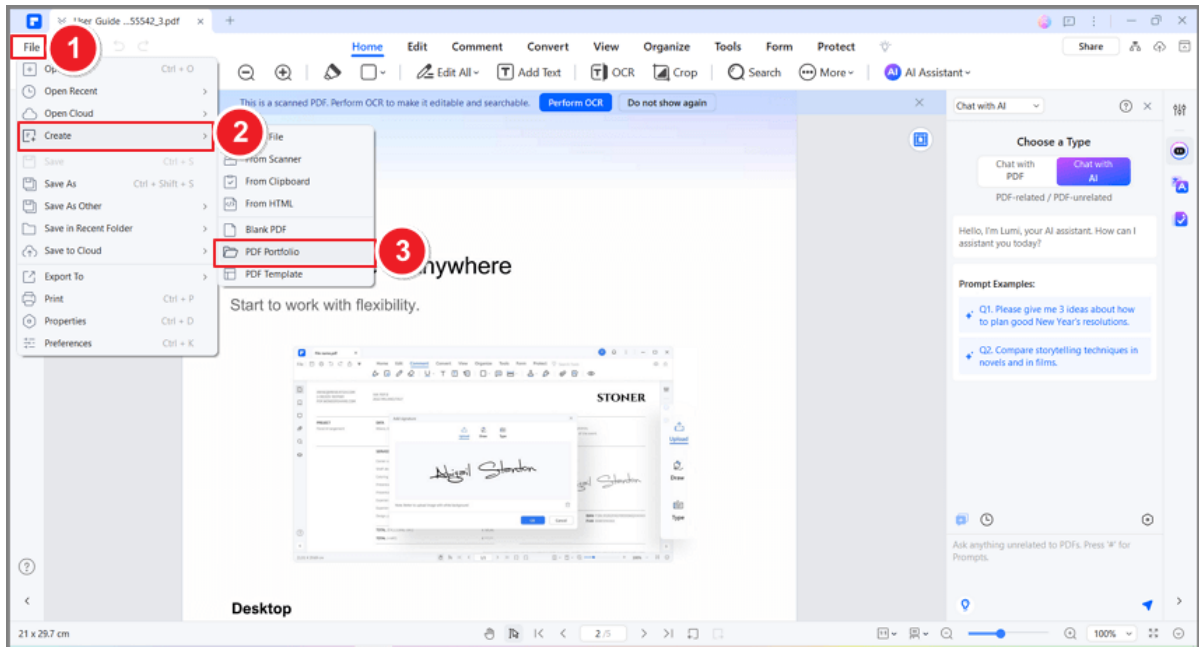 User Guide ...55542_3.pdf
File
1
Home Edit Comment Convert View Organize Tools Form Protect
Share
Edit All Add Text OCR Crop Search More AI AI Assistant
Ctrl + O
Open Recent
Open Cloud
Create
Save Ctrl + S
Save As Ctrl + Shift + S
Save As Other
Save in Recent Folder
Save to Cloud
Export To
Print Ctrl + P
Properties Ctrl + D
Preferences Ctrl + K
2
File
From Scanner
From Clipboard
From HTML
Blank PDF
PDF Portfolio
PDF Template
3
This is a scanned PDF. Perform OCR to make it editable and searchable. Perform OCR Do not show again
nywhere
Start to work with flexibility.
STONER
Add signature
Upload
Draw
Type
Abigail
Desktop
Chat with AI
Choose a Type
Chat with
PDF
Chat with
AI
PDF-related / PDF-unrelated
Hello, I'm Lumi, your AI assistant. How can I
assistant you today?
Prompt Examples:
Q1. Please give me 3 ideas about how
to plan good New Year's resolutions.
Q2. Compare storytelling techniques in
novels and in films.
Ask anything unrelated to PDFs. Press '#' for
Prompts.
21 x 29.7 cm
2 /5
100%